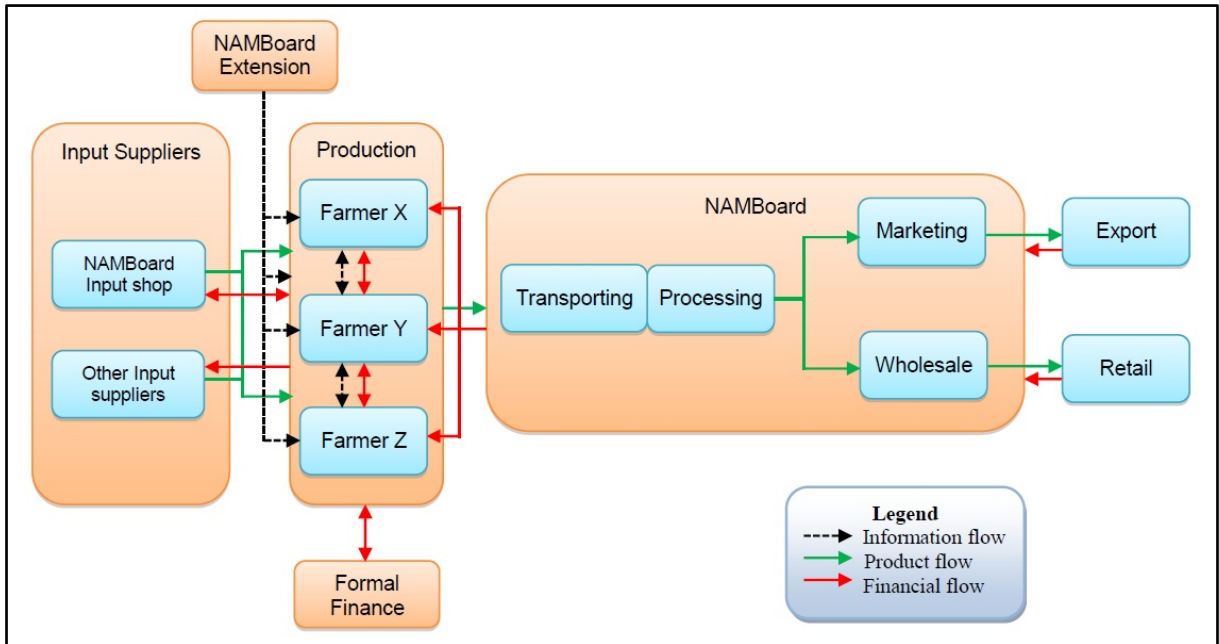 NAMBoard
Extension
Input Suppliers
NAMBoard
Input shop
Other Input
suppliers
Production
Farmer X
Farmer Y
Farmer Z
Formal
Finance
NAMBoard
Transporting
Processing
Marketing
Wholesale
Export
Retail
Legend
Information flow
Product flow
Financial flow